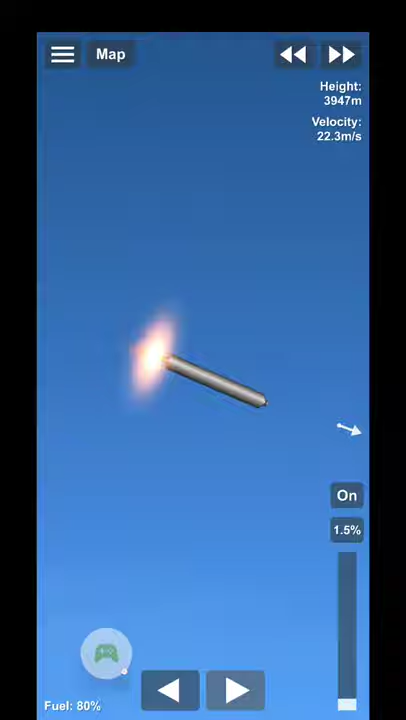 Map
Height:
3947m
Velocity:
22.3m/s
On
1.5%
Fuel: 80%